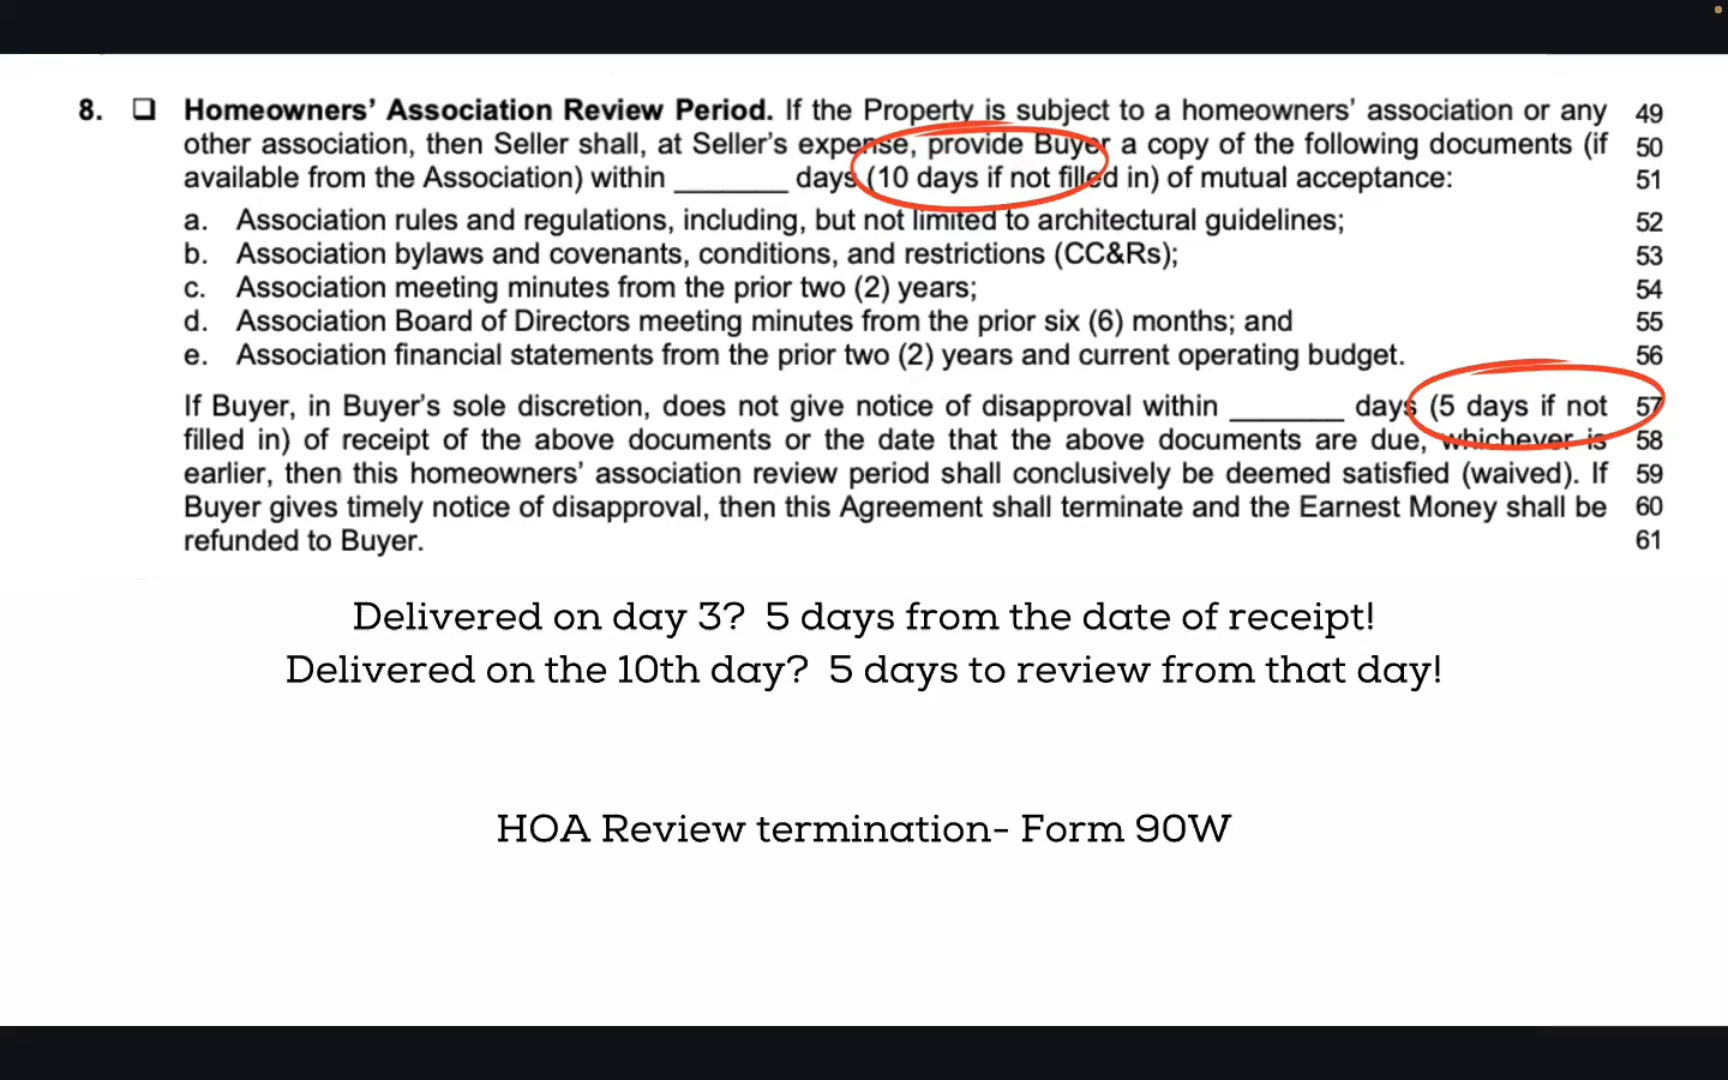 8. ❑ Homeowners’ Association Review Period. If the Property is subject to a homeowners’ association or any 49
other association, then Seller shall, at Seller’s expense, provide Buyer a copy of the following documents (if 50
available from the Association) within _______ days (10 days if not filled in) of mutual acceptance: 51
a. Association rules and regulations, including, but not limited to architectural guidelines; 52
b. Association bylaws and covenants, conditions, and restrictions (CC&Rs); 53
c. Association meeting minutes from the prior two (2) years; 54
d. Association Board of Directors meeting minutes from the prior six (6) months; and 55
e. Association financial statements from the prior two (2) years and current operating budget. 56
If Buyer, in Buyer’s sole discretion, does not give notice of disapproval within _______ days (5 days if not 57
filled in) of receipt of the above documents or the date that the above documents are due, whichever is 58
earlier, then this homeowners’ association review period shall conclusively be deemed satisfied (waived). If 59
Buyer gives timely notice of disapproval, then this Agreement shall terminate and the Earnest Money shall be 60
refunded to Buyer. 61
Delivered on day 3? 5 days from the date of receipt!
Delivered on the 10th day? 5 days to review from that day!
HOA Review termination- Form 90W